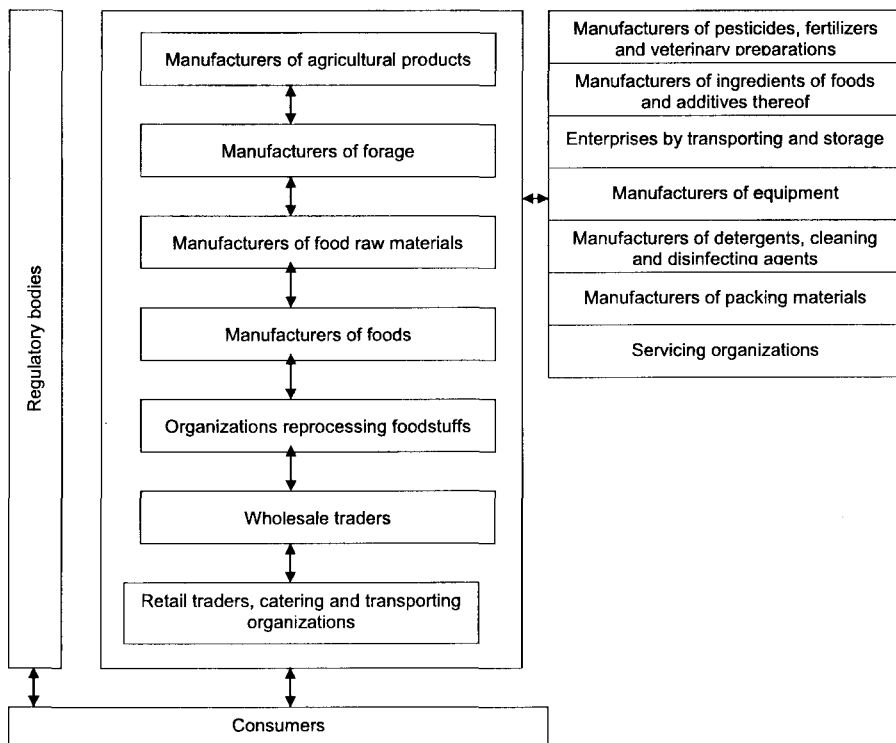 Regulatory bodies
Manufacturers of agricultural products
Manufacturers of forage
Manufacturers of food raw materials
Manufacturers of foods
Organizations reprocessing foodstuffs
Wholesale traders
Retail traders, catering and transporting
organizations
Manufacturers of pesticides, fertilizers
and veterinary preparations
Manufacturers of ingredients of foods
and additives thereof
Enterprises by transporting and storage
Manufacturers of equipment
Manufacturers of detergents, cleaning
and disinfecting agents
Manufacturers of packing materials
Servicing organizations
Consumers